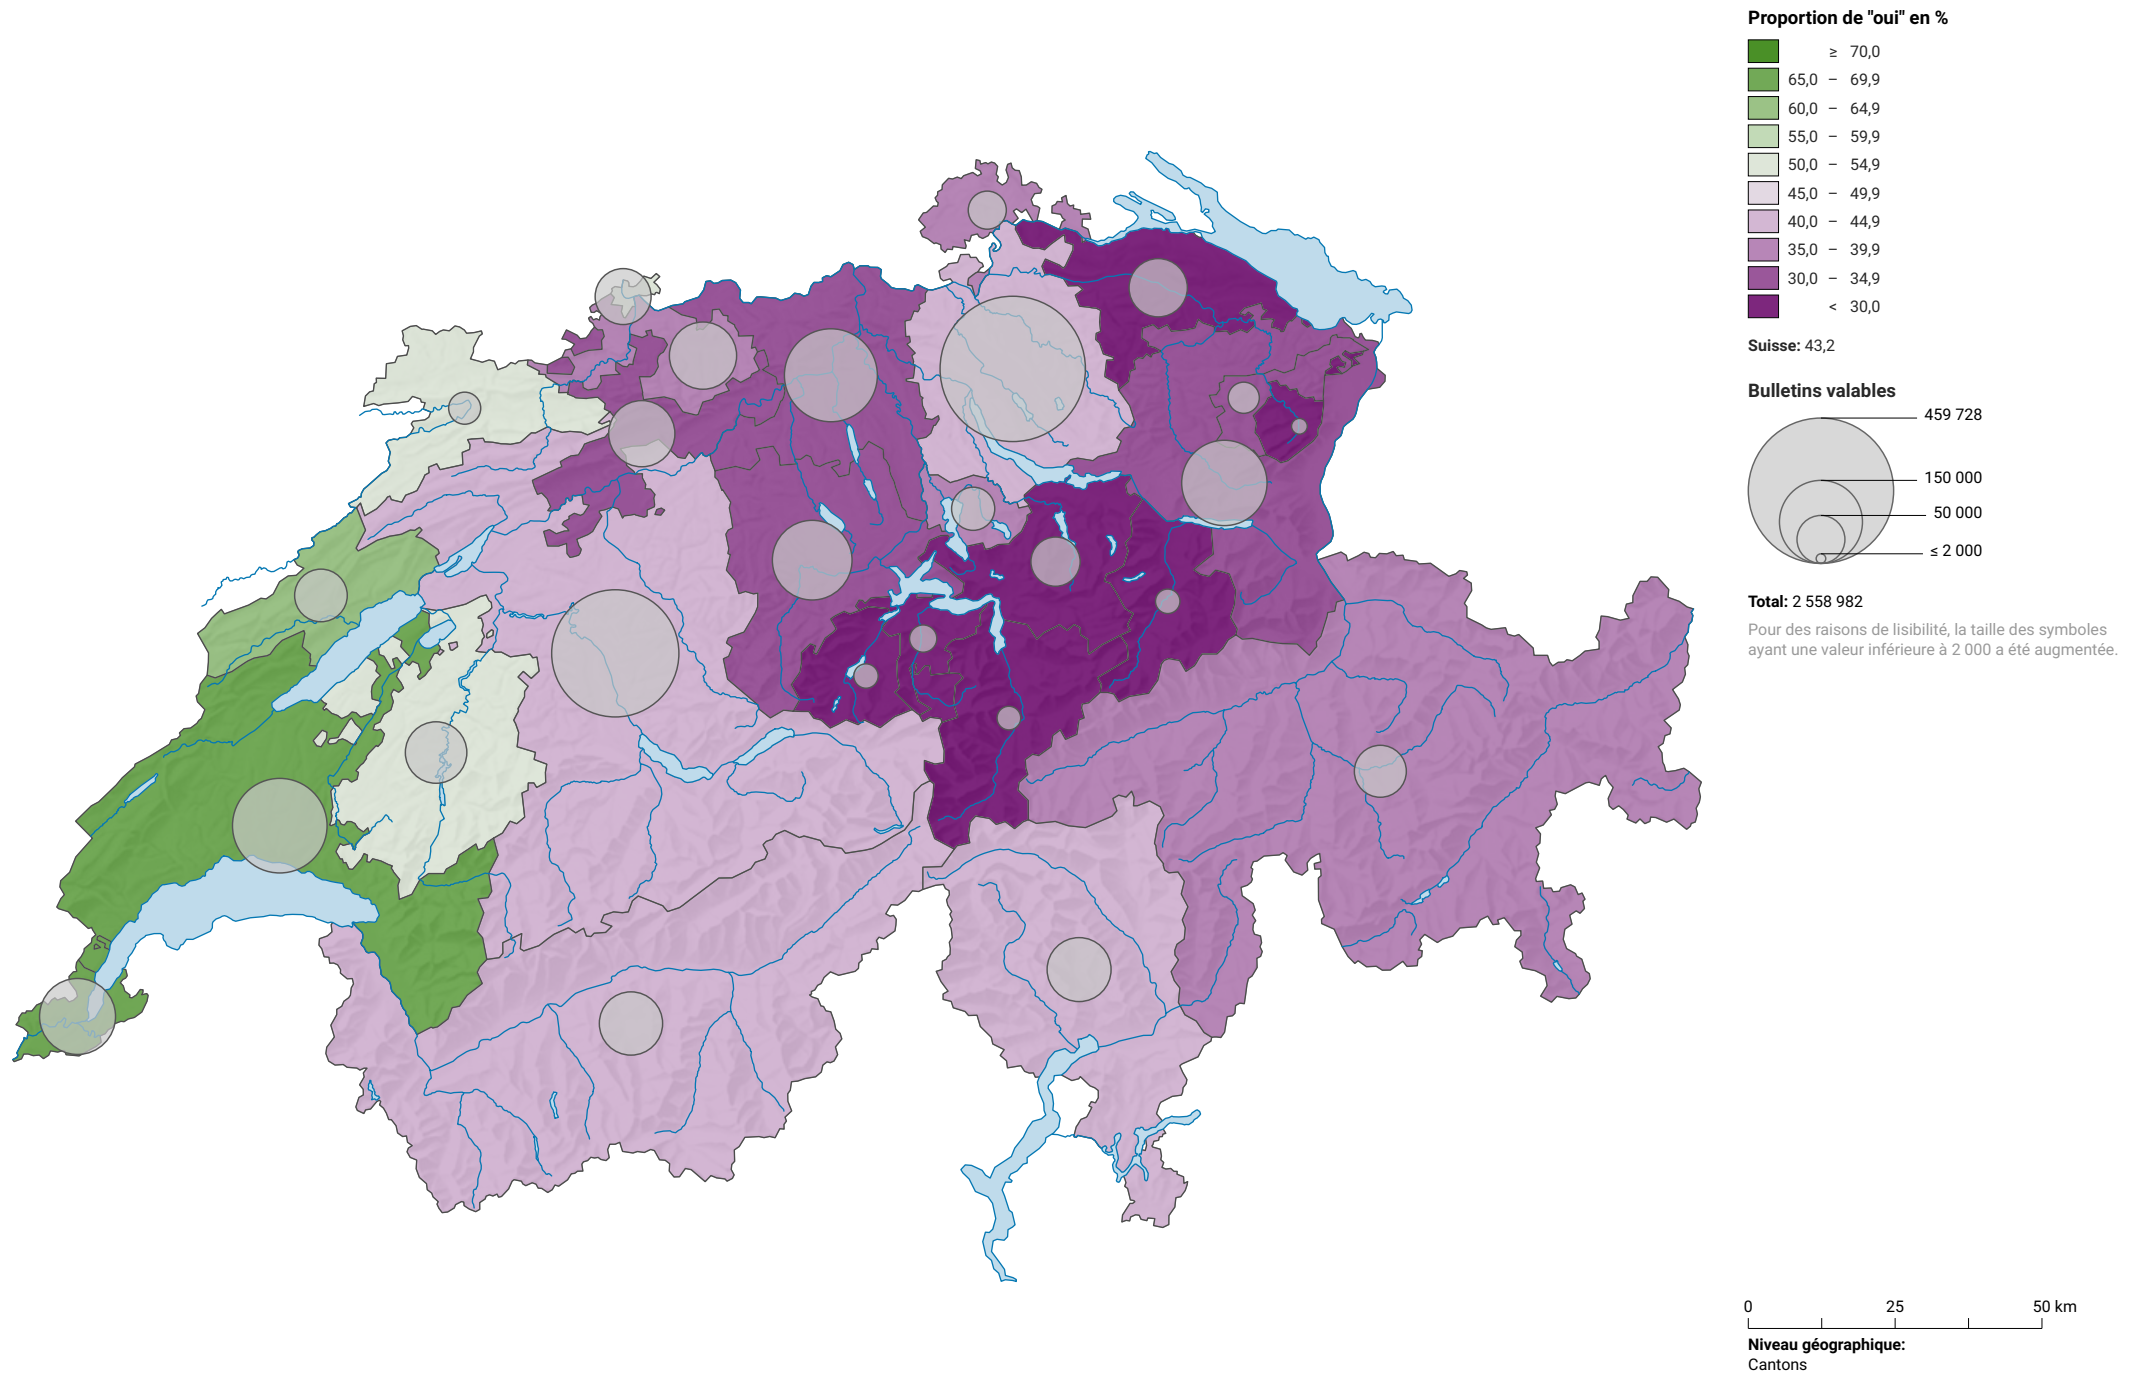 Proportion de "oui" en %
≥ 70,0
65,0 – 69,9
60,0 – 64,9
55,0 – 59,9
50,0 – 54,9
45,0 – 49,9
40,0 – 44,9
35,0 – 39,9
30,0 – 34,9
< 30,0
Suisse: 43,2
Bulletins valables
459 728
150 000
50 000
≤ 2 000
Total: 2 558 982
Pour des raisons de lisibilité, la taille des symboles
ayant une valeur inférieure à 2 000 a été augmentée.
0 25 50 km
Niveau géographique:
Cantons